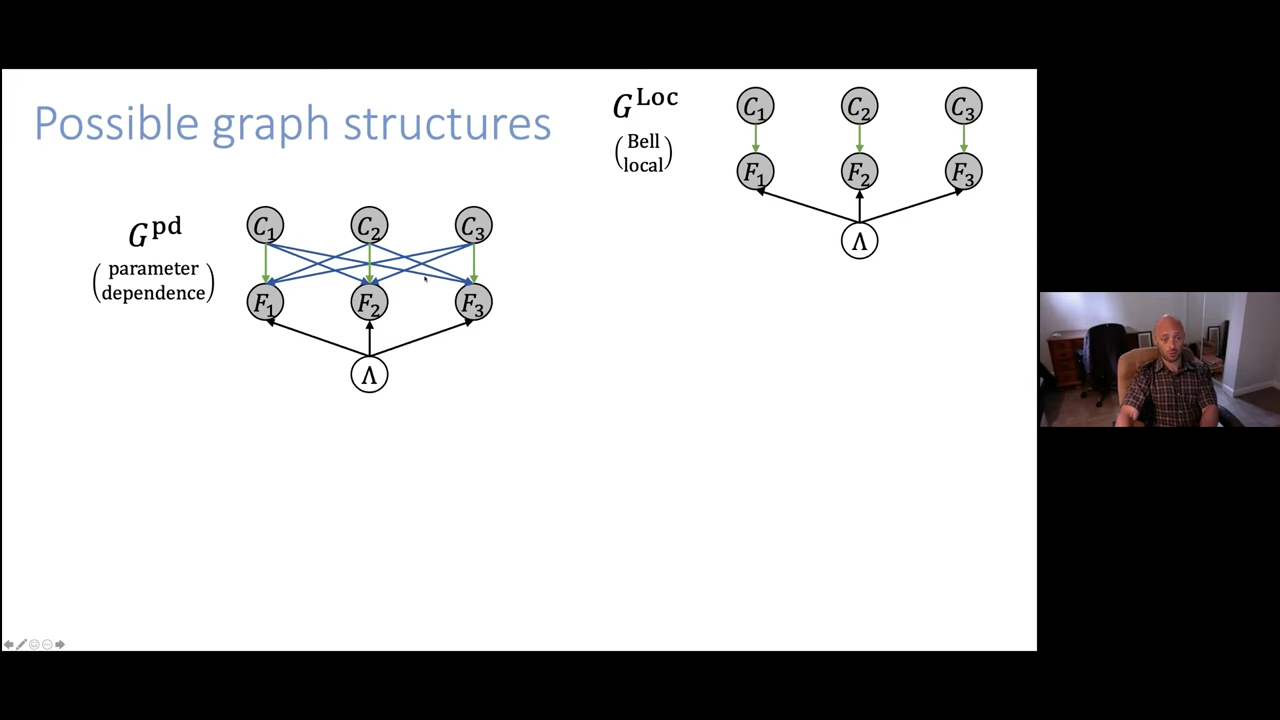 Possible graph structures
G^Loc
(Bell
local)
C₁ C₂ C₃
F₁ F₂ F₃
Λ
G^pd
(parameter
dependence)
C₁ C₂ C₃
F₁ F₂ F₃
Λ